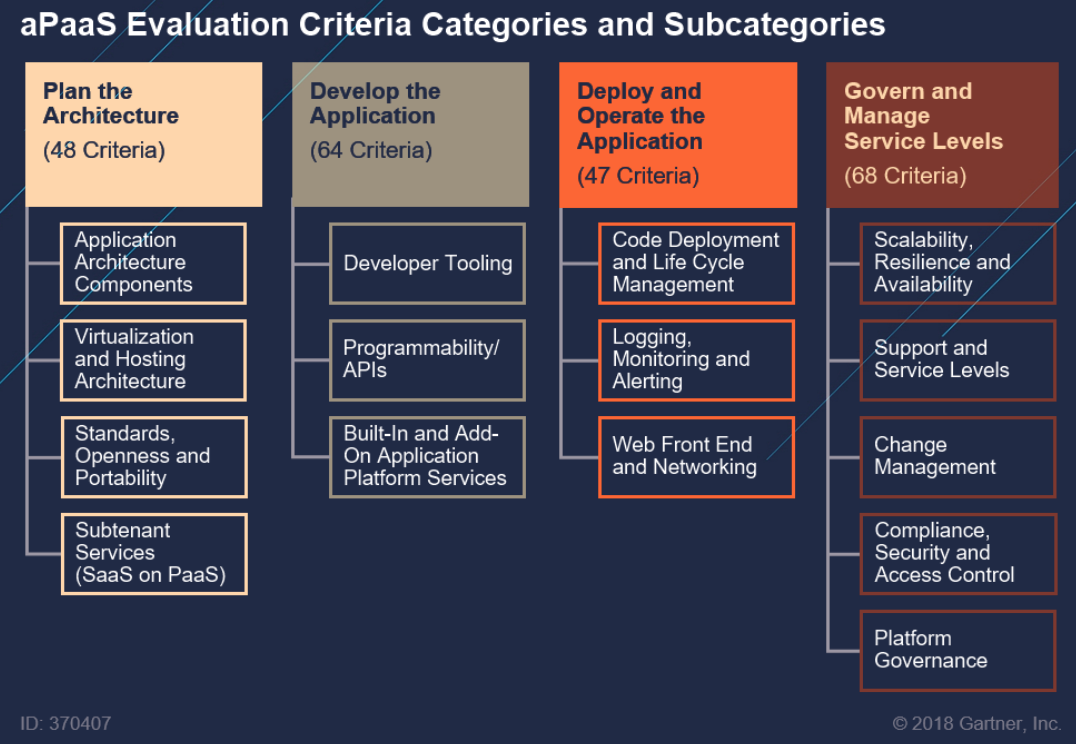 aPaaS Evaluation Criteria Categories and Subcategories
Plan the
Architecture
(48 Criteria)
Application
Architecture
Components
Virtualization
and Hosting
Architecture
Standards,
Openness and
Portability
Subtenant
Services
(SaaS on PaaS)
Develop the
Application
(64 Criteria)
Developer Tooling
Programmability/
APIs
Built-In and Add-
On Application
Platform Services
Deploy and
Operate the
Application
(47 Criteria)
Code Deployment
and Life Cycle
Management
Logging,
Monitoring and
Alerting
Web Front End
and Networking
Govern and
Manage
Service Levels
(68 Criteria)
Scalability,
Resilience and
Availability
Support and
Service Levels
Change
Management
Compliance,
Security and
Access Control
Platform
Governance
ID: 370407
© 2018 Gartner, Inc.